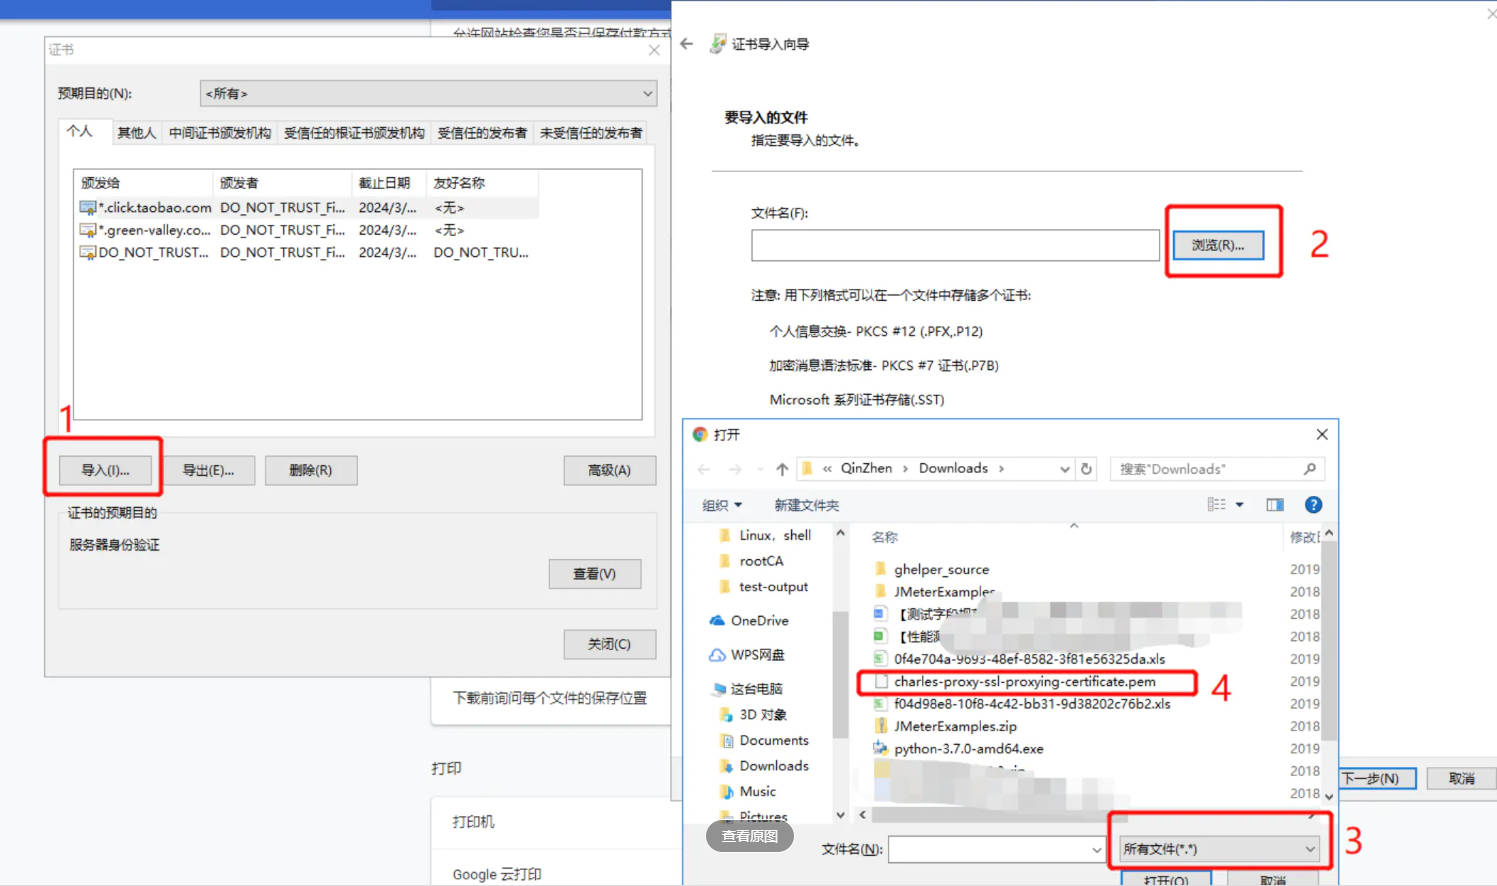 允许网站检查您是否已保存付款方式
证书
预期目的(N):
<所有>
个人
其他人
中间证书颁发机构
受信任的根证书颁发机构
受信任的发布者
未受信任的发布者
颁发给 颁发者 截止日期 友好名称
*.click.taobao.com DO_NOT_TRUST_Fi... 2024/3/... <无>
*.green-valley.co... DO_NOT_TRUST_Fi... 2024/3/... <无>
DO_NOT_TRUST... DO_NOT_TRUST_Fi... 2024/3/... DO_NOT_TRU...
1
导入(I)...
导出(E)...
删除(R)
高级(A)
证书的预期目的
服务器身份验证
查看(V)
关闭(C)
下载前询问每个文件的保存位置
打印
打印机
Google 云打印
证书导入向导
要导入的文件
指定要导入的文件。
文件名(F):
浏览(R)...
2
注意: 用下列格式可以在一个文件中存储多个证书:
个人信息交换- PKCS #12 (.PFX,.P12)
加密消息语法标准- PKCS #7 证书(.P7B)
Microsoft 系列证书存储(.SST)
打开
« QinZhen › Downloads ›
搜索"Downloads"
组织
新建文件夹
Linux，shell
rootCA
test-output
OneDrive
WPS网盘
这台电脑
3D 对象
Documents
Downloads
Music
Pictures
查看原图
名称
ghelper_source 2019
JMeterExamples 2018
【测试字段 2018
【性能测 2018
0f4e704a-9693-48ef-8582-3f81e56325da.xls 2019
charles-proxy-ssl-proxying-certificate.pem 2019
4
f04d98e8-10f8-4c42-bb31-9d38202c76b2.xls 2019
JMeterExamples.zip 2018
python-3.7.0-amd64.exe 2019
2018
2018
文件名(N):
所有文件(*.*)
3
打开(O)
取消
下一步(N)
取消